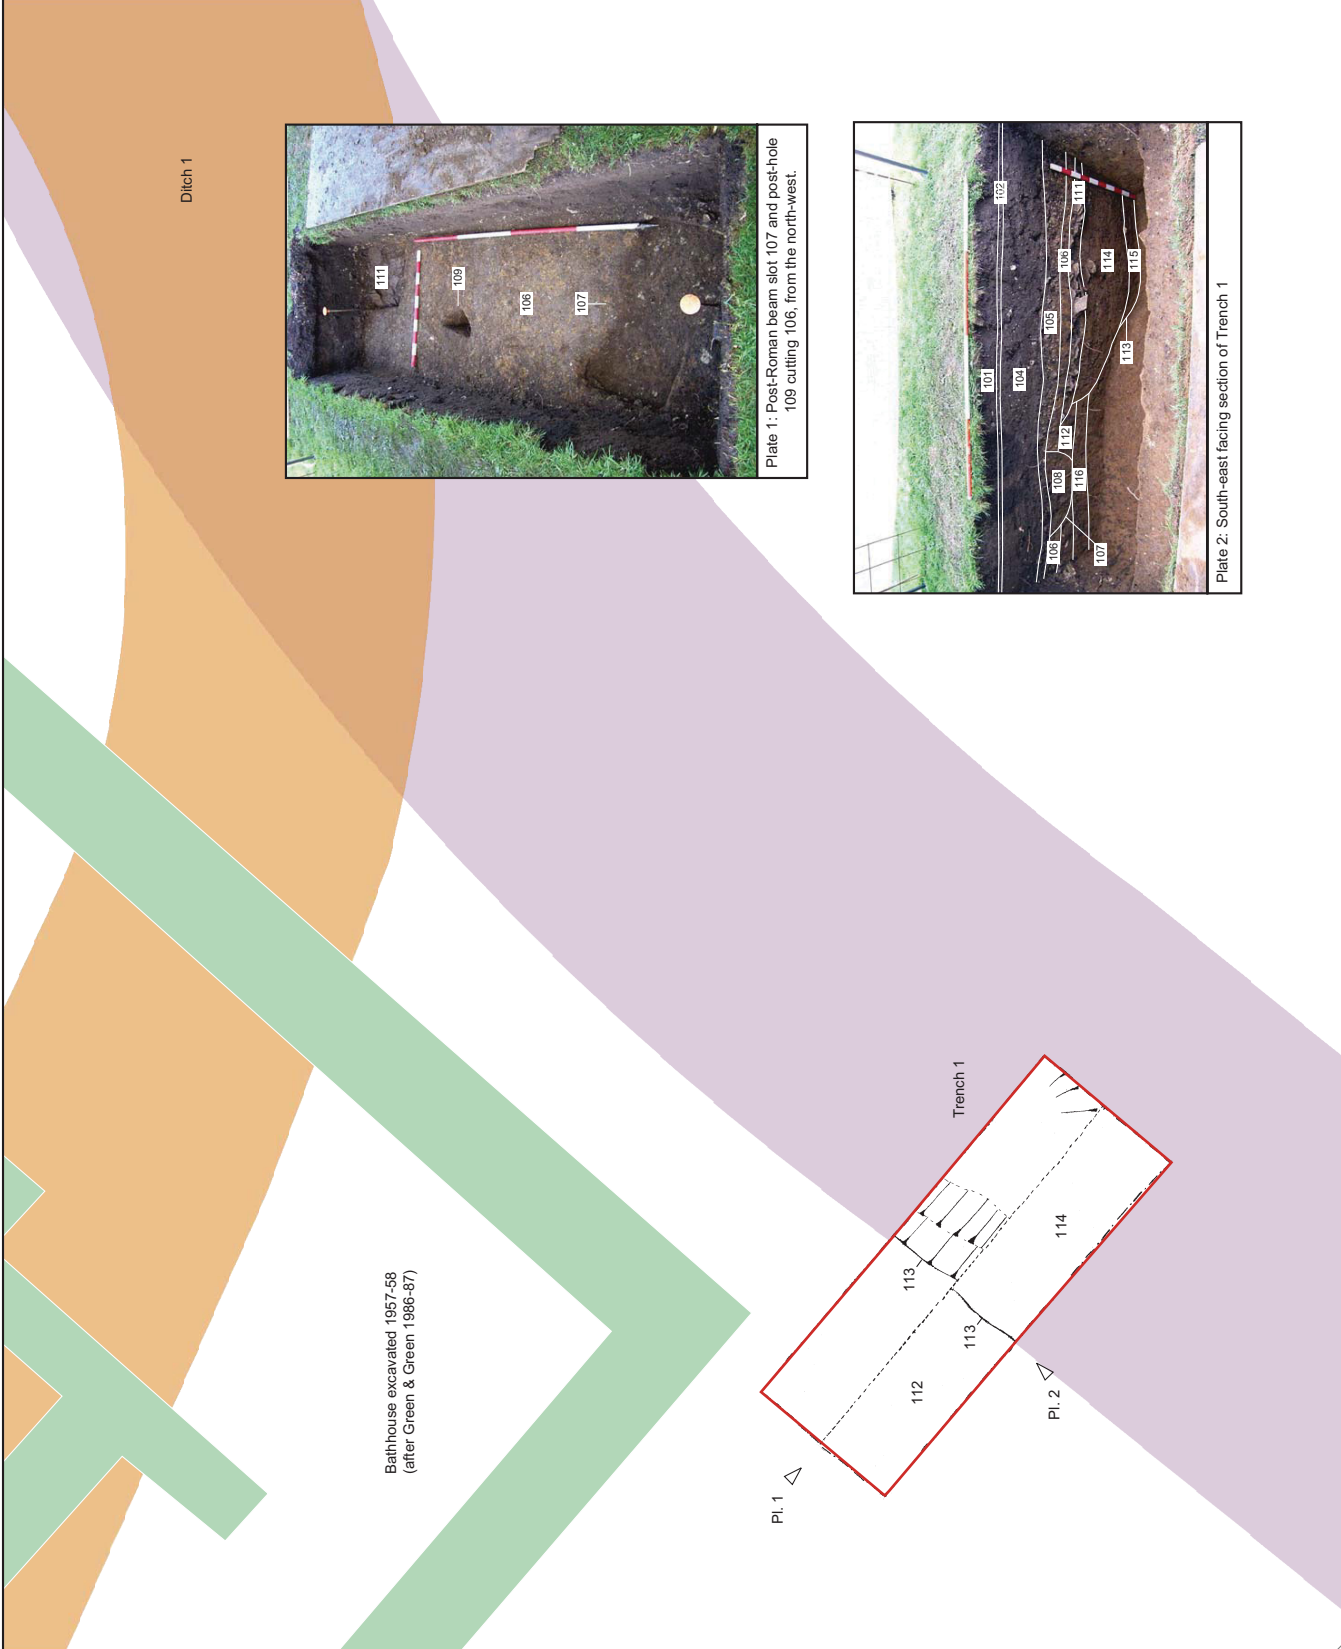 Ditch 1
111
109
106
107
Plate 1: Post-Roman beam slot 107 and post-hole
109 cutting 106, from the north-west.
101
102
104
105
106
111
106
108
112
116
107
114
113
115
Plate 2: South-east facing section of Trench 1
Bathhouse excavated 1957-58
(after Green & Green 1986-87)
Trench 1
113
113
112
114
Pl. 1
Pl. 2